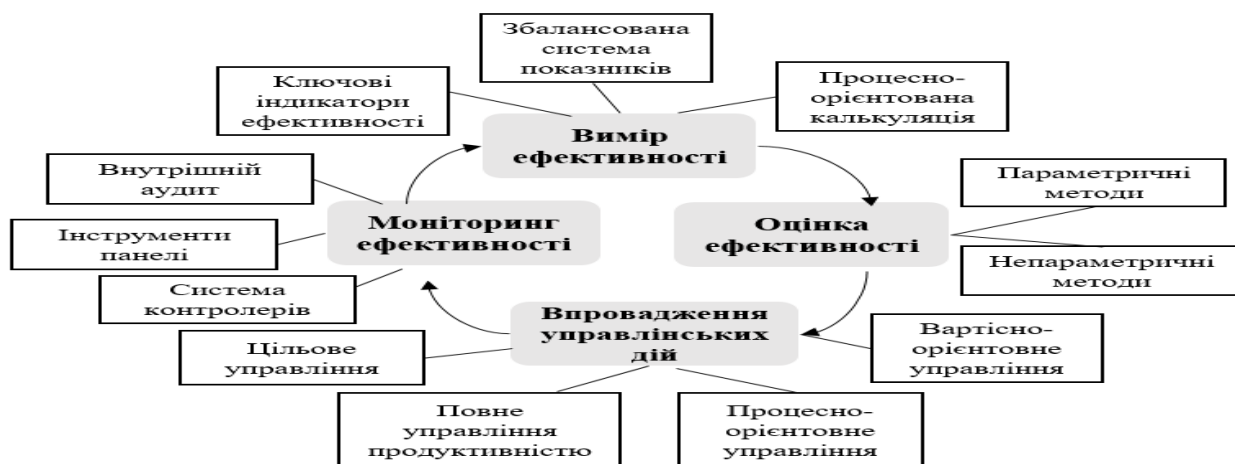 Збалансована
система
показників
Ключові
індикатори
ефективності
Процесно-
орієнтована
калькуляція
Вимір
ефективності
Внутрішній
аудит
Параметричні
методи
Моніторинг
ефективності
Оцінка
ефективності
Інструменти
панелі
Непараметричні
методи
Система
контролерів
Впровадження
управлінських
дій
Вартісно-
орієнтовне
управління
Цільове
управління
Повне
управління
продуктивністю
Процесно-
орієнтовне
управління